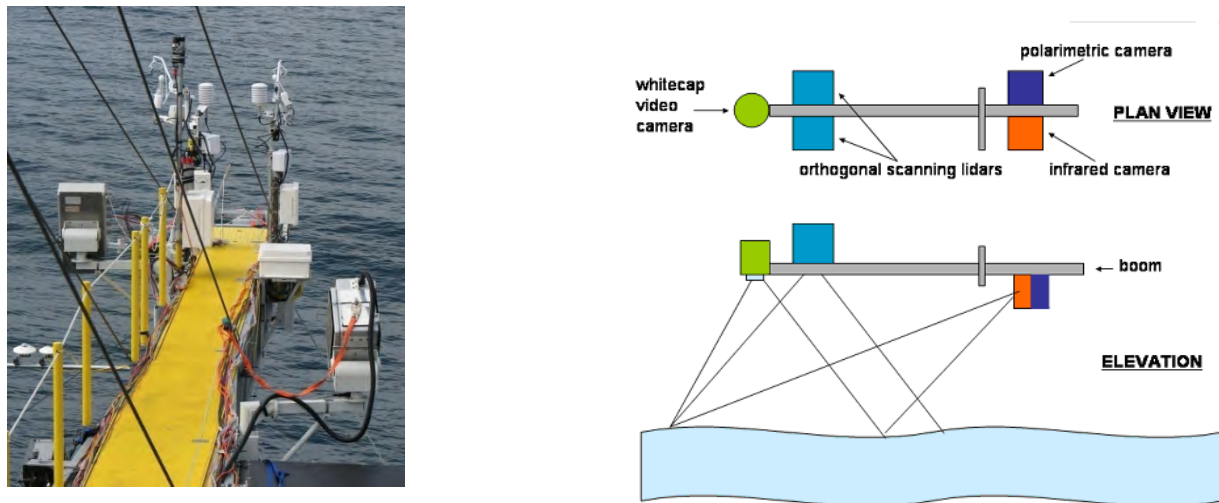 polarimetric camera
whitecap
video
camera
PLAN VIEW
orthogonal scanning lidars
infrared camera
boom
ELEVATION